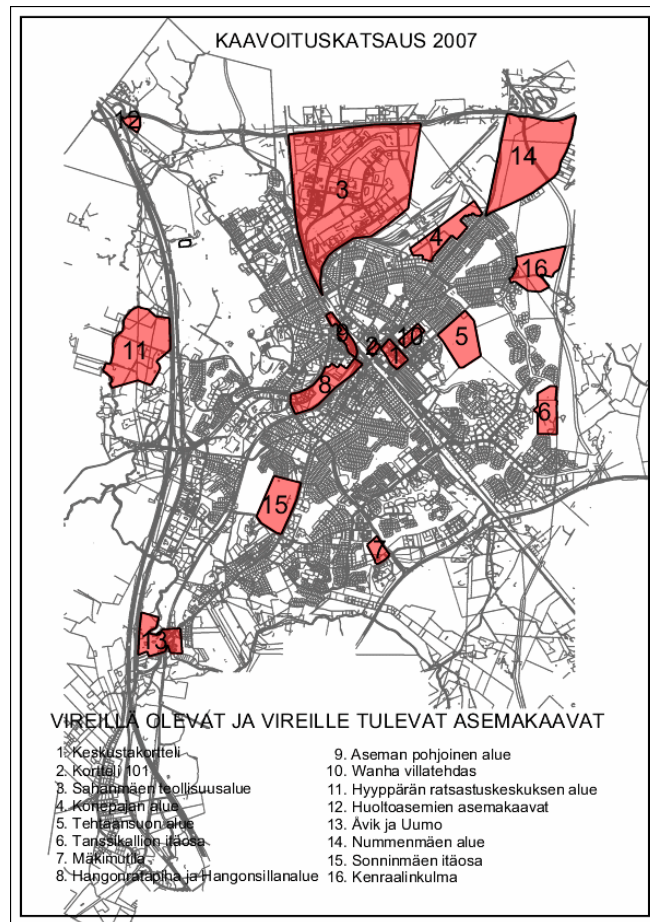 KAAVOITUSKATSAUS 2007
12
3
14
4
16
11
9
2
1
10
5
8
6
15
7
13
VIREILLÄ OLEVAT JA VIREILLE TULEVAT ASEMAKAAVAT
1. Keskustakortteli
2. Kortteli 101
3. Sahanmäen teollisuusalue
4. Konepajan alue
5. Tehtaansuon alue
6. Tanssikallion itäosa
7. Mäkimutila
8. Hangonratapiha ja Hangonsillanalue
9. Aseman pohjoinen alue
10. Wanha villatehdas
11. Hyyppärän ratsastuskeskuksen alue
12. Huoltoasemien asemakaavat
13. Åvik ja Uumo
14. Nummenmäen alue
15. Sonninmäen itäosa
16. Kenraalinkulma